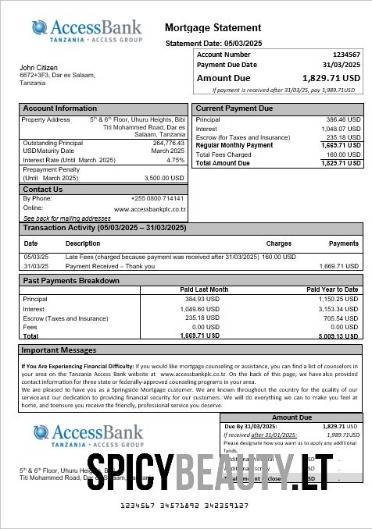 AccessBank
TANZANIA - ACCESS GROUP
Mortgage Statement
Statement Date: 05/03/2025
Account Number 1234567
Payment Due Date 31/03/2025
Amount Due 1,829.71 USD
If payment is received after 31/03/2025, pay 1,989.71USD
John Citizen
6672+3F3, Dar es Salaam,
Tanzania
Account Information
Property Address 5th & 6th Floor, Uhuru Heights, Bibi
Titi Mohammed Road, Dar es
Salaam, Tanzania
Outstanding Principal 264,776.43
USDMaturity Date March 2025
Interest Rate (Until March 2025) 4.75%
Prepayment Penalty
(Until March 2025) 3,500.00 USD
Contact Us
By Phone: +255 0800 714141
Online: www.accessbankplc.co.tz
See back for mailing addresses
Current Payment Due
Principal 386.46 USD
Interest 1,048.07 USD
Escrow (for Taxes and Insurance) 235.18 USD
Regular Monthly Payment 1,669.71 USD
Total Fees Charged 160.00 USD
Total Amount Due 1,829.71 USD
Transaction Activity (05/03/2025 – 31/03/2025)
Date Description Charges Payments
05/03/25 Late Fees (charged because payment was received after 31/03/2025) 160.00 USD
31/03/25 Payment Received – Thank you 1,669.71 USD
Past Payments Breakdown
Paid Last Month Paid Year to Date
Principal 384.93 USD 1,150.25 USD
Interest 1,049.60 USD 3,153.34 USD
Escrow (Taxes and Insurance) 235.18 USD 705.54 USD
Fees 0.00 USD 0.00 USD
Total 1,669.71 USD 5,009.13 USD
Important Messages
If You Are Experiencing Financial Difficulty: If you would like mortgage counseling or assistance, you can find a list of counselors in
your area on the Tanzania Access Bank website at www.accessbankplc.co.tz. On the back of this page, we have also provided
contact information for three state or federally-approved counseling programs in your area.
We are pleased to have you as a Springside Mortgage customer. We are known throughout the country for the quality of our
service and our dedication to providing excellent service for our customers. We will do everything we can to make you feel at
home, and to ensure you receive the friendly, professional service you deserve.
AccessBank
TANZANIA - ACCESS GROUP
5th & 6th Floor, Uhuru Heights, Bibi
Titi Mohammed Road, Dar es Salaam,
Amount Due
Due By 31/03/2025: 1,829.71 USD
If received after 31/03/2025: 1,989.71USD
Please designate how you want us to apply any additional
funds.
SPICYBEAUTY.LT
1234567 34571892 342359127